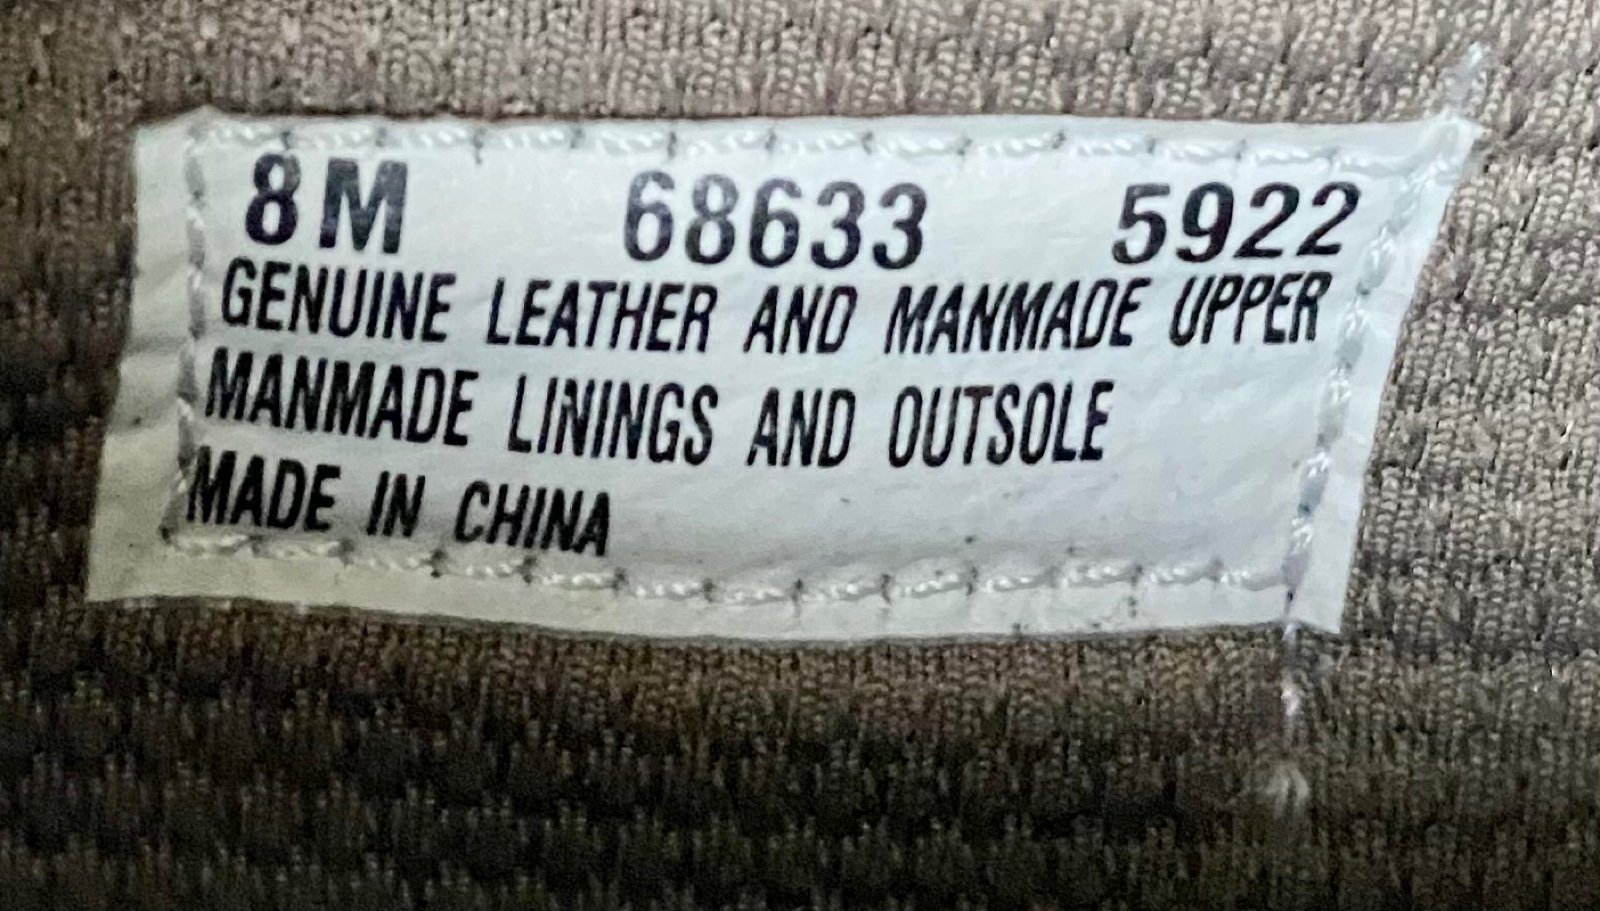 8M 68633 5922
GENUINE LEATHER AND MANMADE UPPER
MANMADE LININGS AND OUTSOLE
MADE IN CHINA